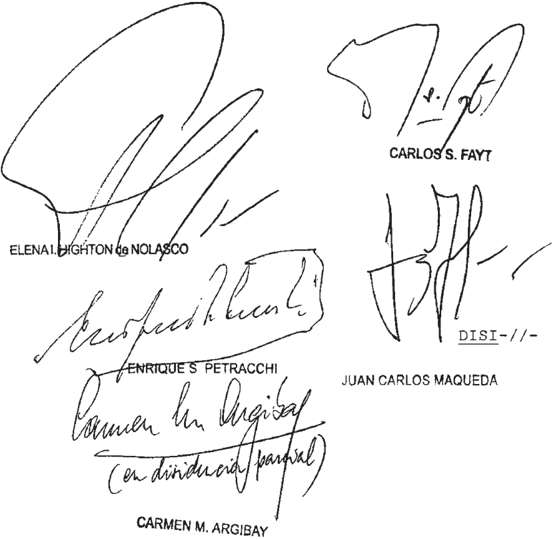 CARLOS S. FAYT
ELENA I. HIGHTON de NOLASCO
DISI-//-
ENRIQUE S PETRACCHI
JUAN CARLOS MAQUEDA
Carmen M Argibay
(en disidencia parcial)
CARMEN M. ARGIBAY